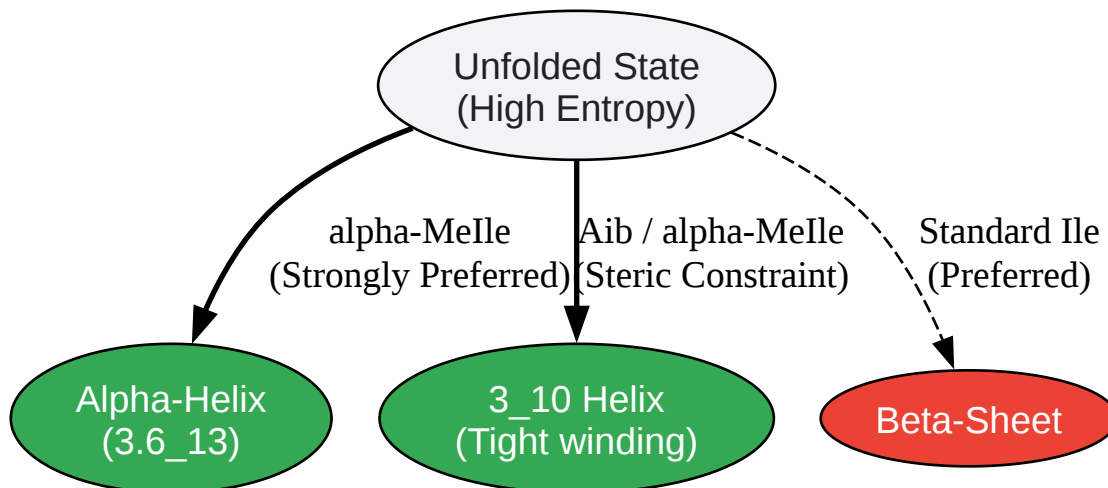 Unfolded State
(High Entropy)
alpha-MeIle
(Strongly Preferred)
Aib / alpha-MeIle
(Steric Constraint)
Standard Ile
(Preferred)
Alpha-Helix
(3.6_13)
3_10 Helix
(Tight winding)
Beta-Sheet